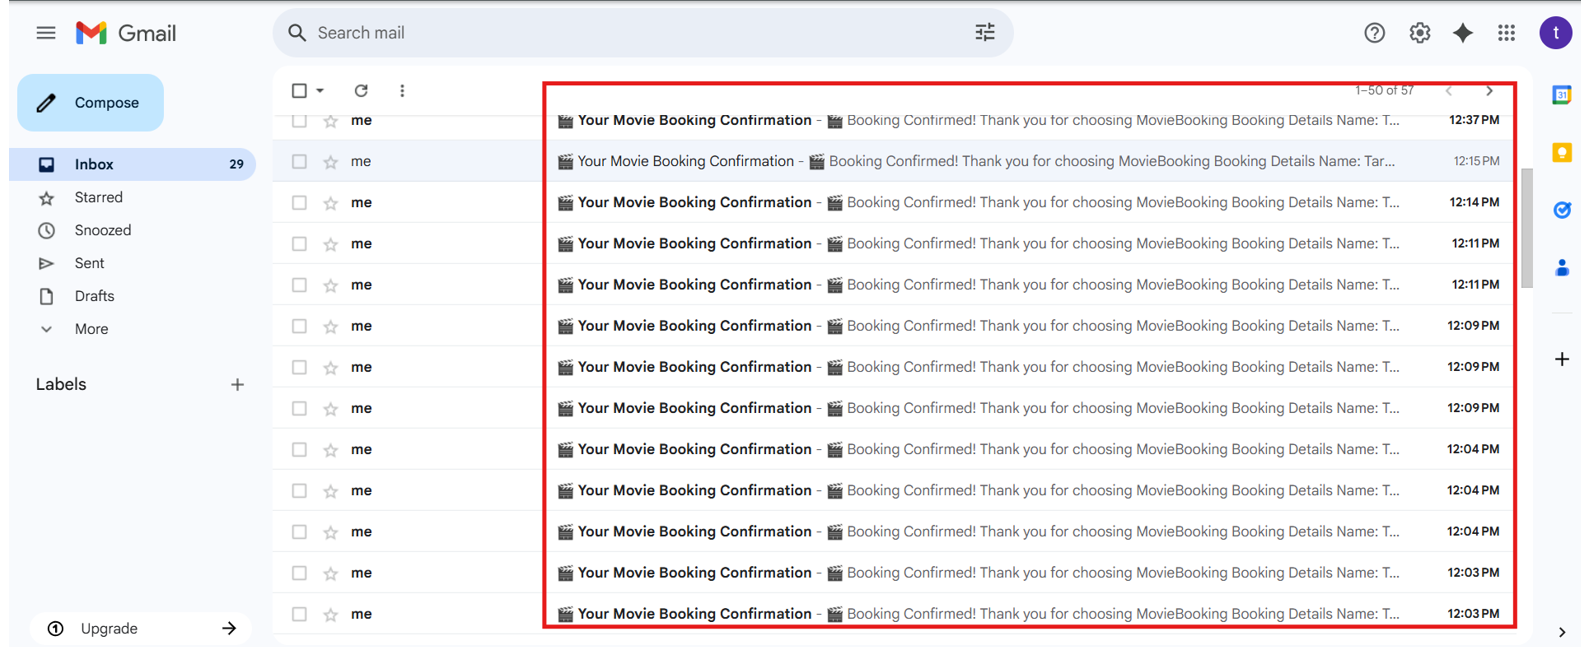 Gmail
Search mail
t
Compose
1–50 of 57
31
me Your Movie Booking Confirmation - Booking Confirmed! Thank you for choosing MovieBooking Booking Details Name: T... 12:37 PM
Inbox 29
me Your Movie Booking Confirmation - Booking Confirmed! Thank you for choosing MovieBooking Booking Details Name: Tar... 12:15 PM
Starred
me Your Movie Booking Confirmation - Booking Confirmed! Thank you for choosing MovieBooking Booking Details Name: T... 12:14 PM
Snoozed
me Your Movie Booking Confirmation - Booking Confirmed! Thank you for choosing MovieBooking Booking Details Name: T... 12:11 PM
Sent
me Your Movie Booking Confirmation - Booking Confirmed! Thank you for choosing MovieBooking Booking Details Name: T... 12:11 PM
Drafts
More
me Your Movie Booking Confirmation - Booking Confirmed! Thank you for choosing MovieBooking Booking Details Name: T... 12:09 PM
me Your Movie Booking Confirmation - Booking Confirmed! Thank you for choosing MovieBooking Booking Details Name: T... 12:09 PM
Labels
me Your Movie Booking Confirmation - Booking Confirmed! Thank you for choosing MovieBooking Booking Details Name: T... 12:09 PM
me Your Movie Booking Confirmation - Booking Confirmed! Thank you for choosing MovieBooking Booking Details Name: T... 12:04 PM
me Your Movie Booking Confirmation - Booking Confirmed! Thank you for choosing MovieBooking Booking Details Name: T... 12:04 PM
me Your Movie Booking Confirmation - Booking Confirmed! Thank you for choosing MovieBooking Booking Details Name: T... 12:04 PM
me Your Movie Booking Confirmation - Booking Confirmed! Thank you for choosing MovieBooking Booking Details Name: T... 12:03 PM
me Your Movie Booking Confirmation - Booking Confirmed! Thank you for choosing MovieBooking Booking Details Name: T... 12:03 PM
Upgrade